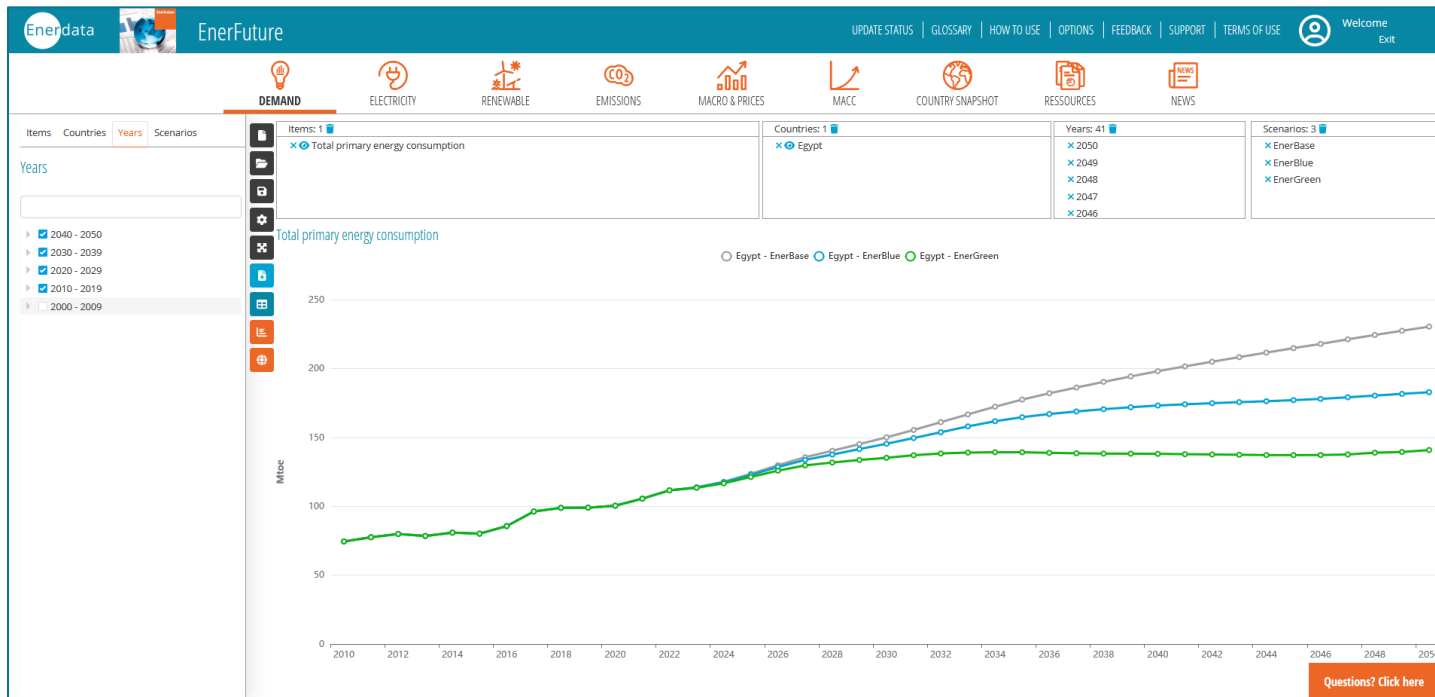 Enerdata
EnerFuture
UPDATE STATUS | GLOSSARY | HOW TO USE | OPTIONS | FEEDBACK | SUPPORT | TERMS OF USE
Welcome
Exit
DEMAND
ELECTRICITY
RENEWABLE
CO2
EMISSIONS
MACRO & PRICES
MACC
COUNTRY SNAPSHOT
RESSOURCES
NEWS
NEWS
Items Countries Years Scenarios
Years
2040 - 2050
2030 - 2039
2020 - 2029
2010 - 2019
2000 - 2009
Items: 1
Total primary energy consumption
Countries: 1
Egypt
Years: 41
2050
2049
2048
2047
2046
Scenarios: 3
EnerBase
EnerBlue
EnerGreen
Total primary energy consumption
Egypt - EnerBase Egypt - EnerBlue Egypt - EnerGreen
Mtoe
250
200
150
100
50
0
2010 2012 2014 2016 2018 2020 2022 2024 2026 2028 2030 2032 2034 2036 2038 2040 2042 2044 2046 2048 205
Questions? Click here